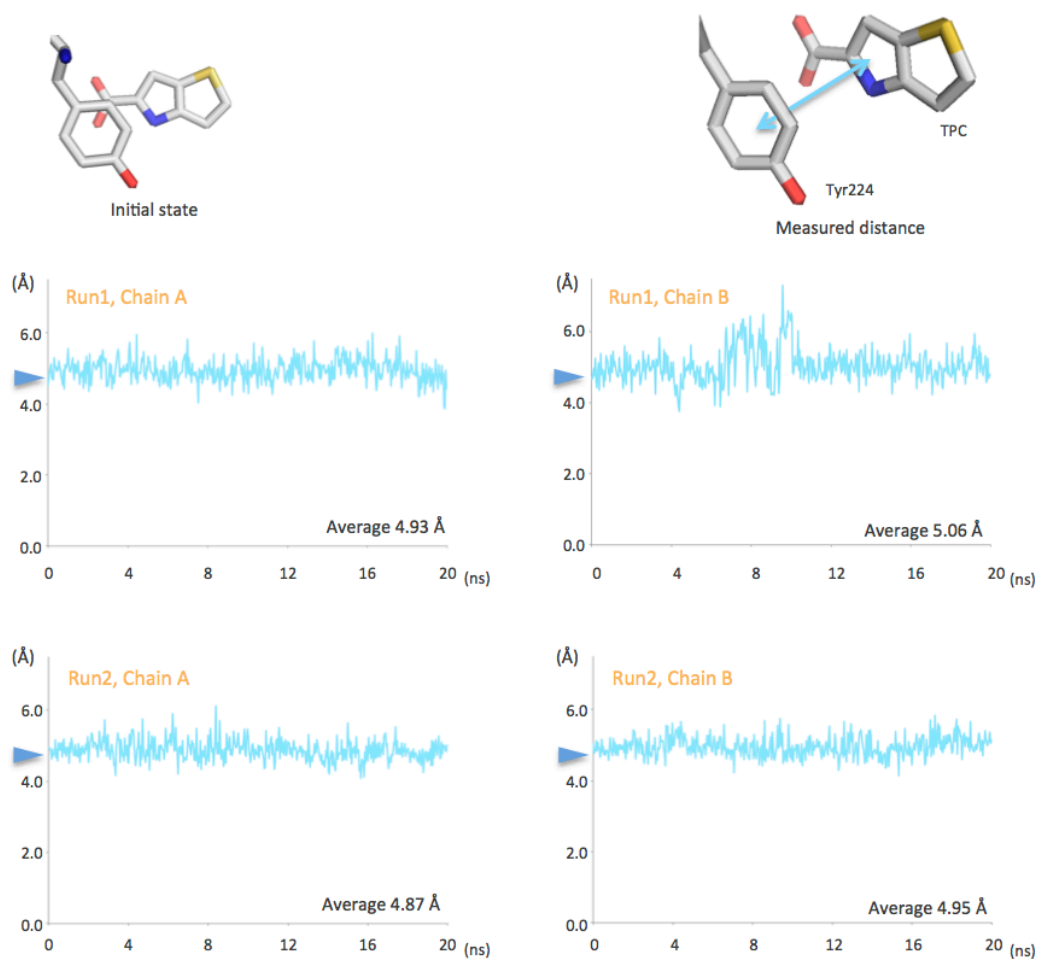 TPC
Tyr224
Initial state
Measured distance
(Å)
Run1, Chain A
6.0
4.0
2.0
0.0
Average 4.93 Å
0 4 8 12 16 20 (ns)
(Å)
Run1, Chain B
6.0
4.0
2.0
0.0
Average 5.06 Å
0 4 8 12 16 20 (ns)
(Å)
Run2, Chain A
6.0
4.0
2.0
0.0
Average 4.87 Å
0 4 8 12 16 20 (ns)
(Å)
Run2, Chain B
6.0
4.0
2.0
0.0
Average 4.95 Å
0 4 8 12 16 20 (ns)